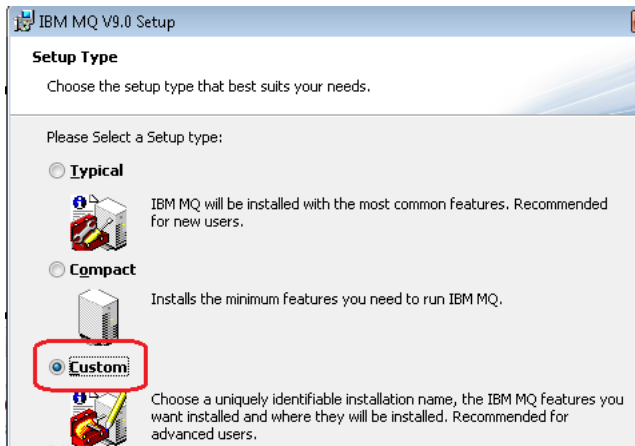 IBM MQ V9.0 Setup
Setup Type
Choose the setup type that best suits your needs.
Please Select a Setup type:
Typical
IBM MQ will be installed with the most common features. Recommended
for new users.
Compact
Installs the minimum features you need to run IBM MQ.
Custom
Choose a uniquely identifiable installation name, the IBM MQ features you
want installed and where they will be installed. Recommended for
advanced users.